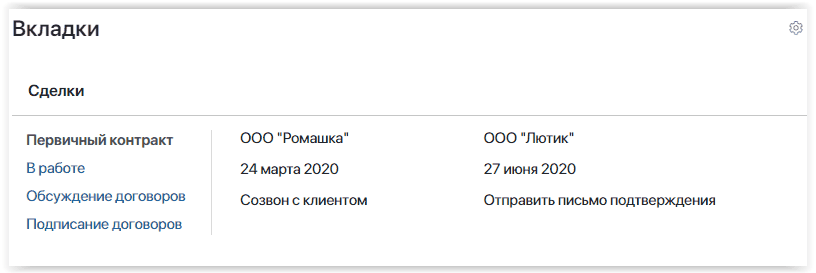 Вкладки
Сделки
Первичный контракт
В работе
Обсуждение договоров
Подписание договоров
ООО "Ромашка"
24 марта 2020
Созвон с клиентом
ООО "Лютик"
27 июня 2020
Отправить письмо подтверждения